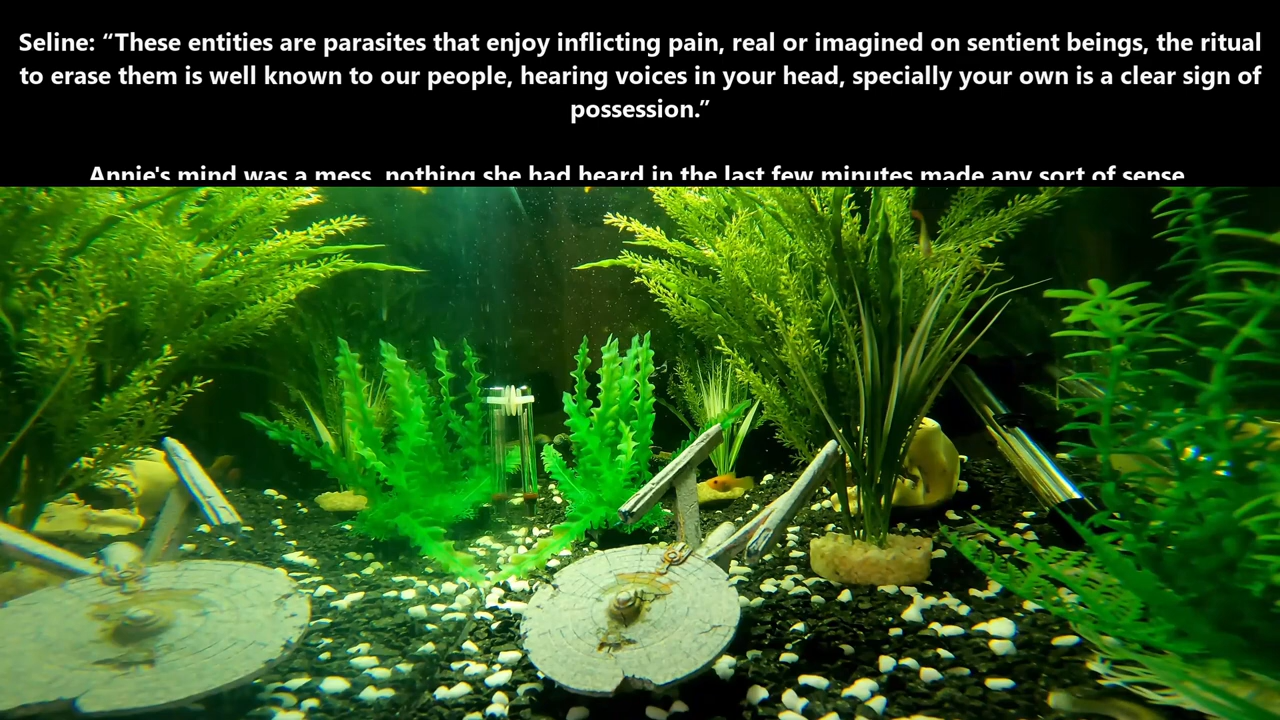 Seline: “These entities are parasites that enjoy inflicting pain, real or imagined on sentient beings, the ritual
to erase them is well known to our people, hearing voices in your head, specially your own is a clear sign of
possession.”
Annie's mind was a mess, nothing she had heard in the last few minutes made any sort of sense